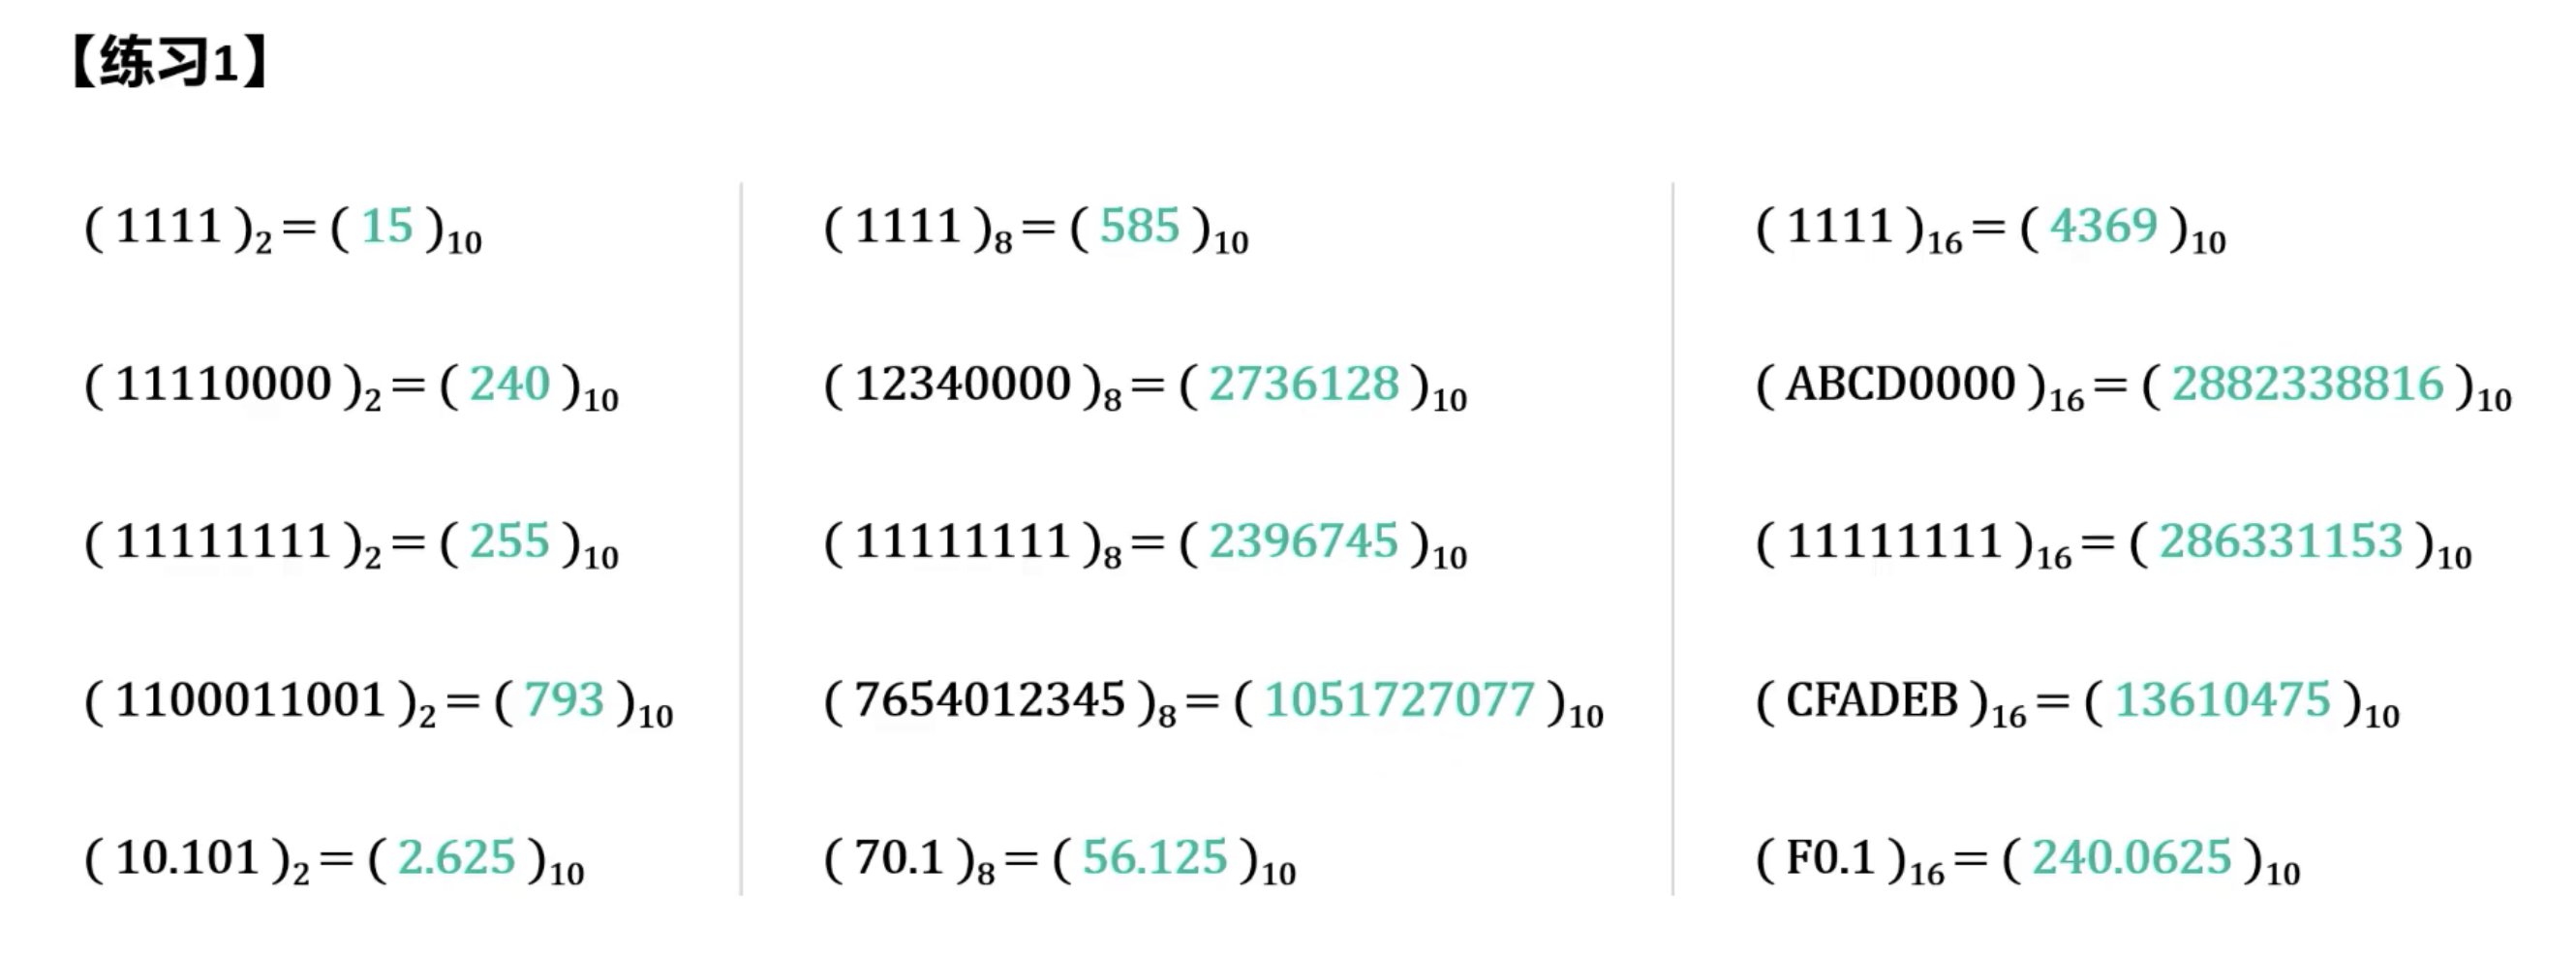 【练习1】
( 1111 )₂ = ( 15 )₁₀
( 11110000 )₂ = ( 240 )₁₀
( 11111111 )₂ = ( 255 )₁₀
( 1100011001 )₂ = ( 793 )₁₀
( 10.101 )₂ = ( 2.625 )₁₀
( 1111 )₈ = ( 585 )₁₀
( 12340000 )₈ = ( 2736128 )₁₀
( 11111111 )₈ = ( 2396745 )₁₀
( 7654012345 )₈ = ( 1051727077 )₁₀
( 70.1 )₈ = ( 56.125 )₁₀
( 1111 )₁₆ = ( 4369 )₁₀
( ABCD0000 )₁₆ = ( 2882338816 )₁₀
( 11111111 )₁₆ = ( 286331153 )₁₀
( CFADEB )₁₆ = ( 13610475 )₁₀
( F0.1 )₁₆ = ( 240.0625 )₁₀